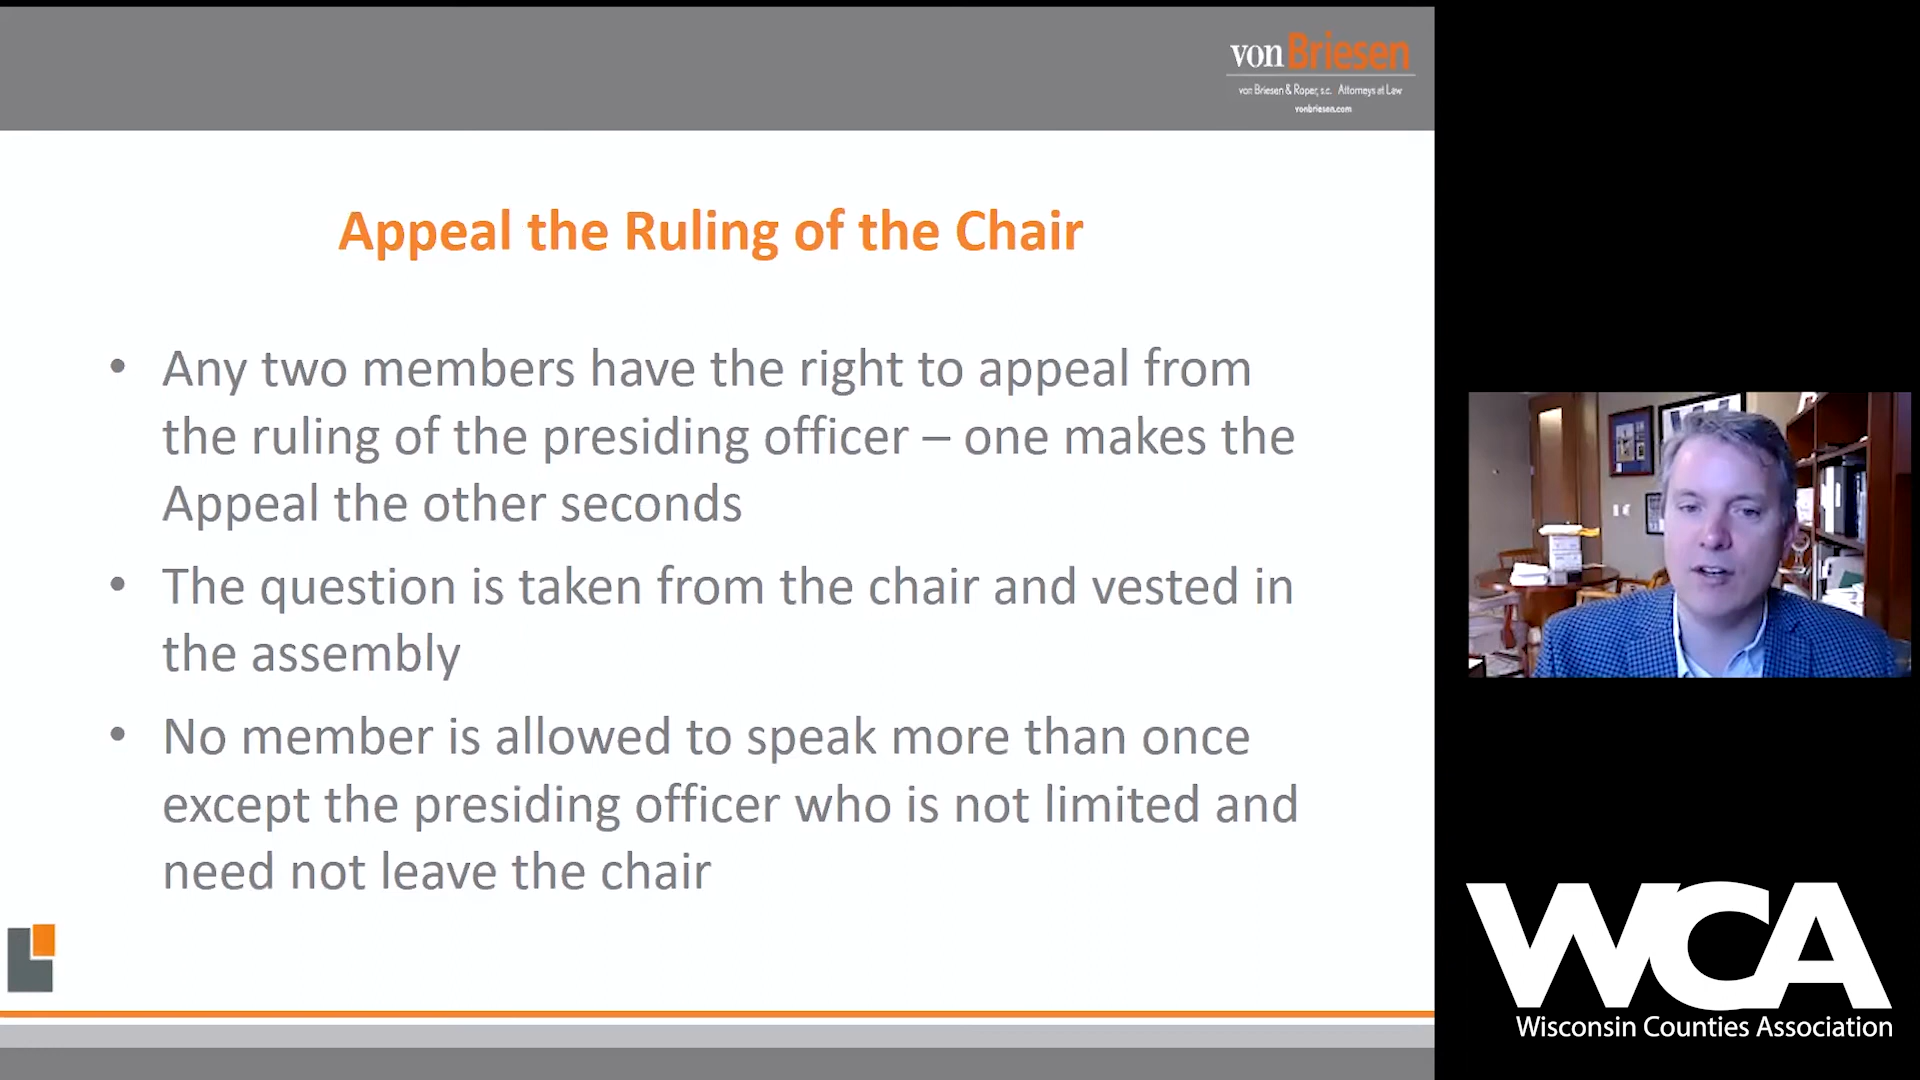 von Briesen
von Briesen & Roper, s.c. Attorneys at Law
vonbriesen.com
Appeal the Ruling of the Chair
• Any two members have the right to appeal from
the ruling of the presiding officer – one makes the
Appeal the other seconds
• The question is taken from the chair and vested in
the assembly
• No member is allowed to speak more than once
except the presiding officer who is not limited and
need not leave the chair
WCA
Wisconsin Counties Association